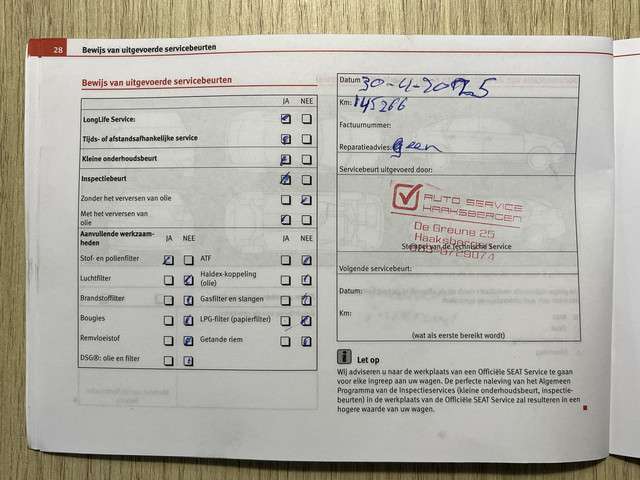 28 Bewijs van uitgevoerde servicebeurten
Bewijs van uitgevoerde servicebeurten
JA NEE
LongLife Service:
Tijds- of afstandsafhankelijke service
Kleine onderhoudsbeurt
Inspectiebeurt
Zonder het verversen van olie
Met het verversen van
olie
Aanvullende werkzaam-
heden
JA NEE JA NEE
Stof- en pollenfilter ATF
Luchtfilter Haldex-koppeling
(olie)
Brandstoffilter Gasfilter en slangen
Bougies LPG-filter (papierfilter)
Remvloeistof Getande riem
DSG®: olie en filter
Datum
Km: 145266
Factuurnummer:
Reparatieadvies: geen
Servicebeurt uitgevoerd door:
AUTO SERVICE
HAAKSBERGEN
De Greune 25
Haaksbergen
Stempel van de Technische Service
Volgende servicebeurt:
Datum:
Km:
(wat als eerste bereikt wordt)
i Let op
Wij adviseren u naar de werkplaats van een Officiële SEAT Service te gaan
voor elke ingreep aan uw wagen. De perfecte naleving van het Algemeen
Programma van de Inspectieservices (kleine onderhoudsbeurt, inspectie-
beurten) in de werkplaats van de Officiële SEAT Service zal resulteren in een
hogere waarde van uw wagen.